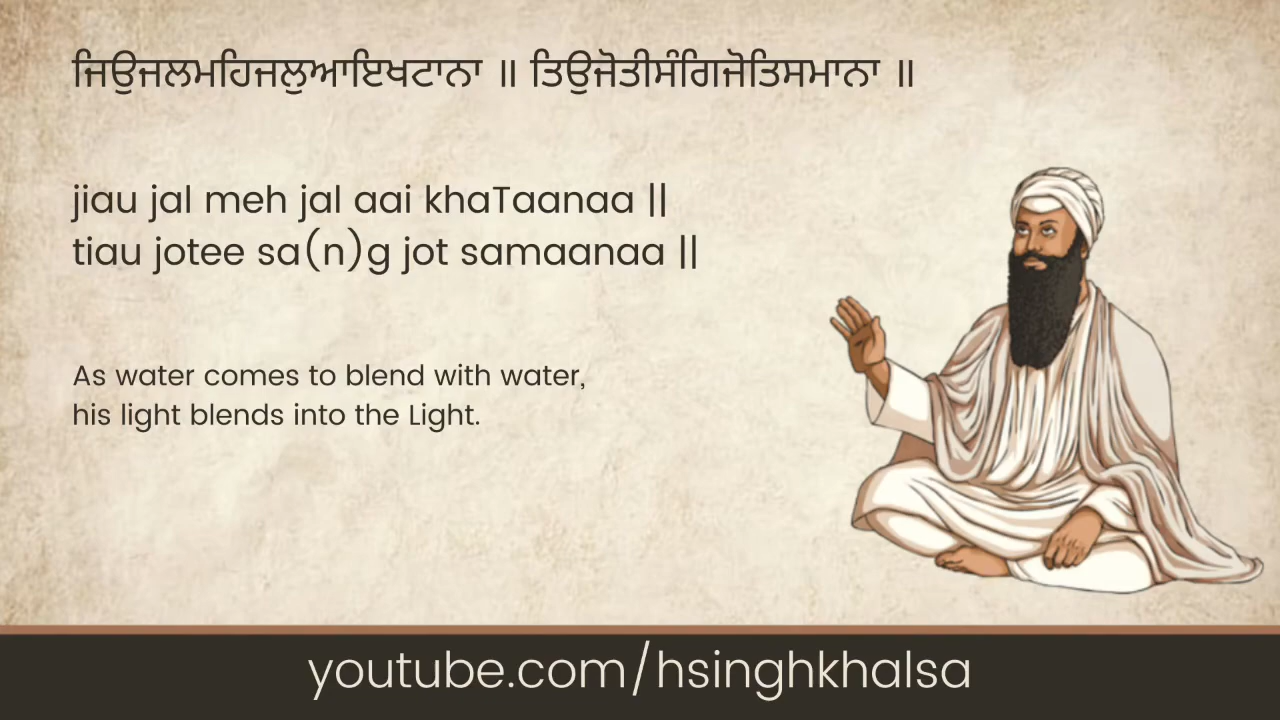 ਜਿਉਜਲਮਹਿਜਲੁਆਇਖਟਾਨਾ ॥ ਤਿਉਜੋਤੀਸੰਗਿਜੋਤਿਸਮਾਨਾ ॥
jiau jal meh jal aai khaTaanaa ||
tiau jotee sa(n)g jot samaanaa ||
As water comes to blend with water,
his light blends into the Light.
youtube.com/hsinghkhalsa